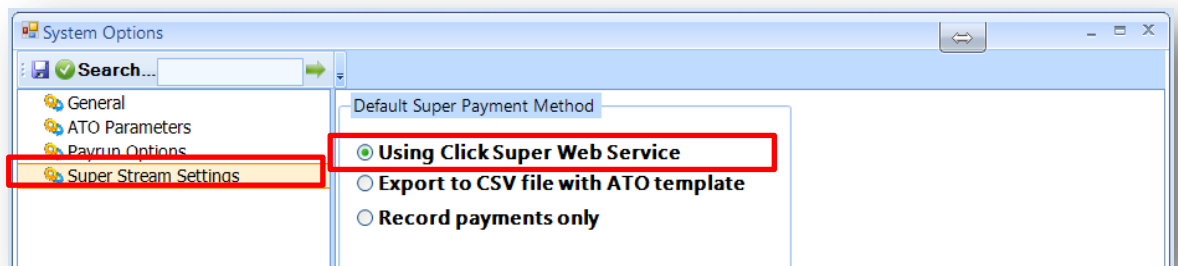 System Options
Search...
General
ATO Parameters
Payrun Options
Super Stream Settings
Default Super Payment Method
Using Click Super Web Service
Export to CSV file with ATO template
Record payments only